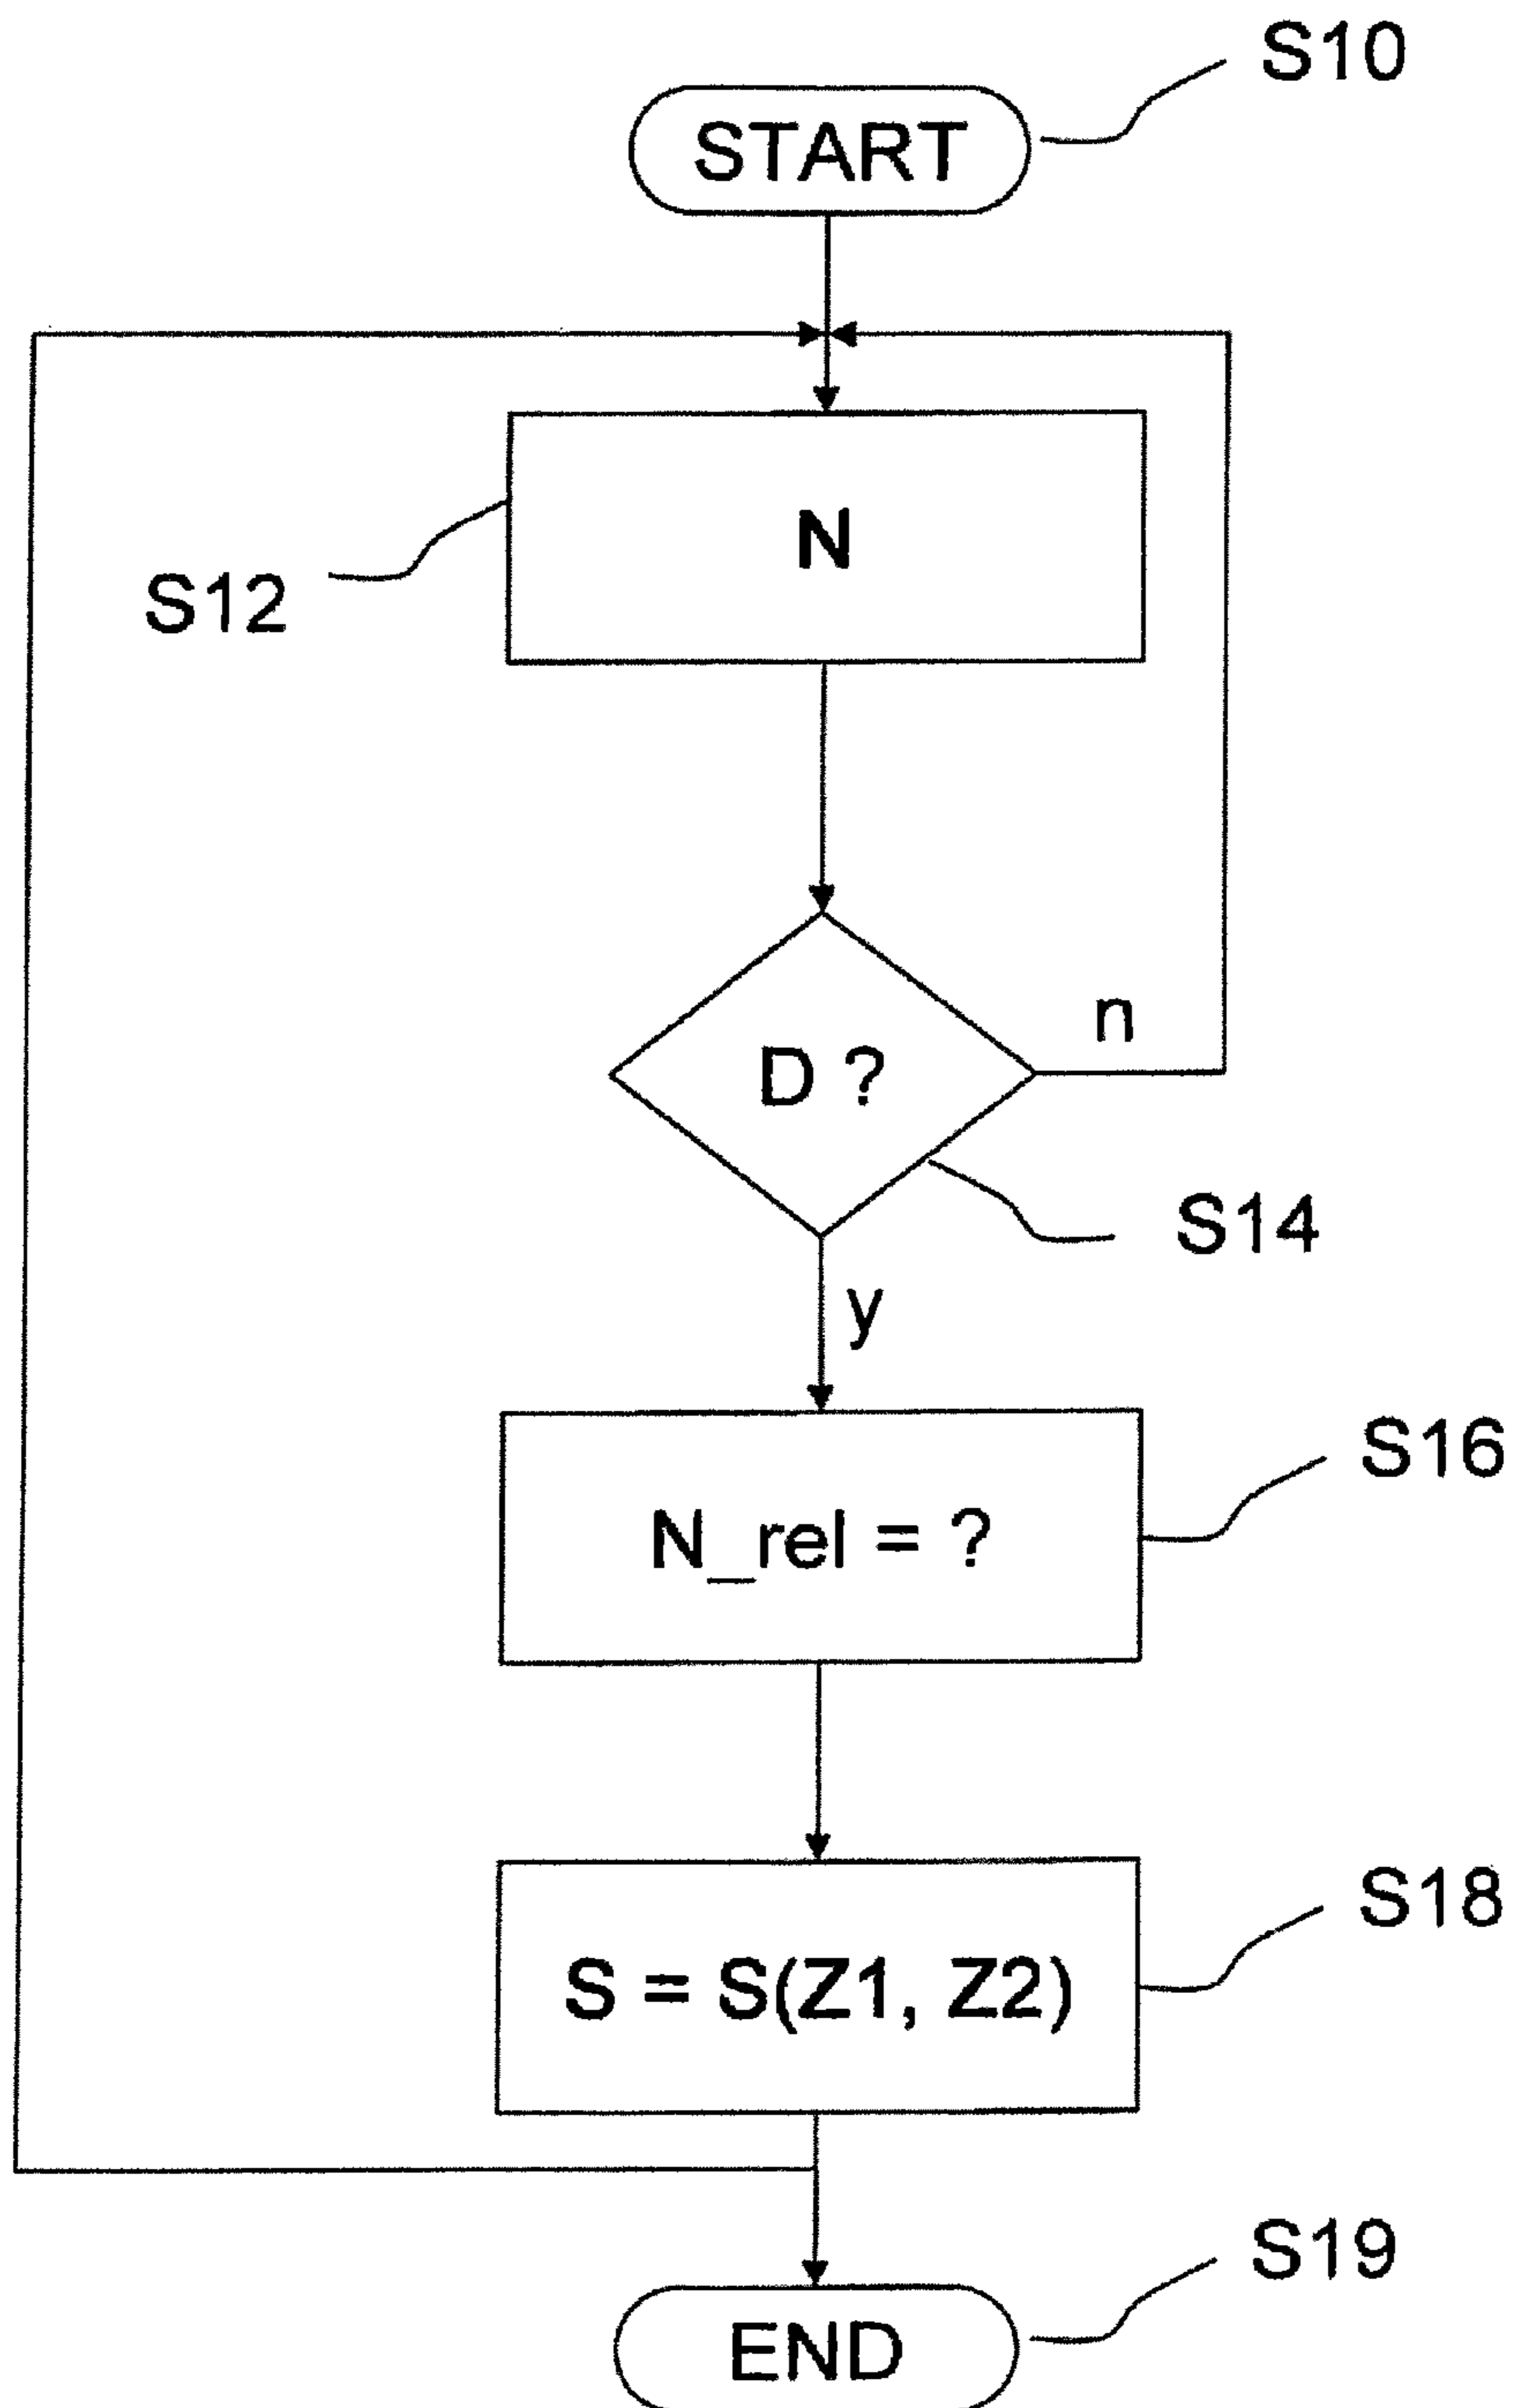 S10
START
N
S12
n
D ?
S14
y
S16
N_rel = ?
S18
S = S(Z1, Z2)
S19
END